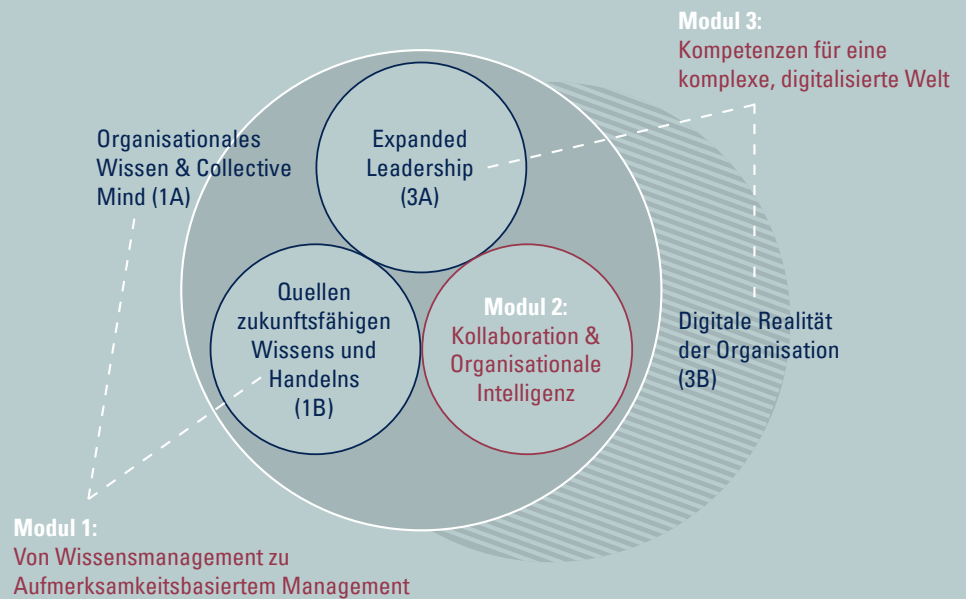 Modul 3:
Kompetenzen für eine
komplexe, digitalisierte Welt
Organisationales
Wissen & Collective
Mind (1A)
Expanded
Leadership
(3A)
Quellen
zukunftsfähigen
Wissens und
Handelns
(1B)
Modul 2:
Kollaboration &
Organisationale
Intelligenz
Digitale Realität
der Organisation
(3B)
Modul 1:
Von Wissensmanagement zu
Aufmerksamkeitsbasiertem Management